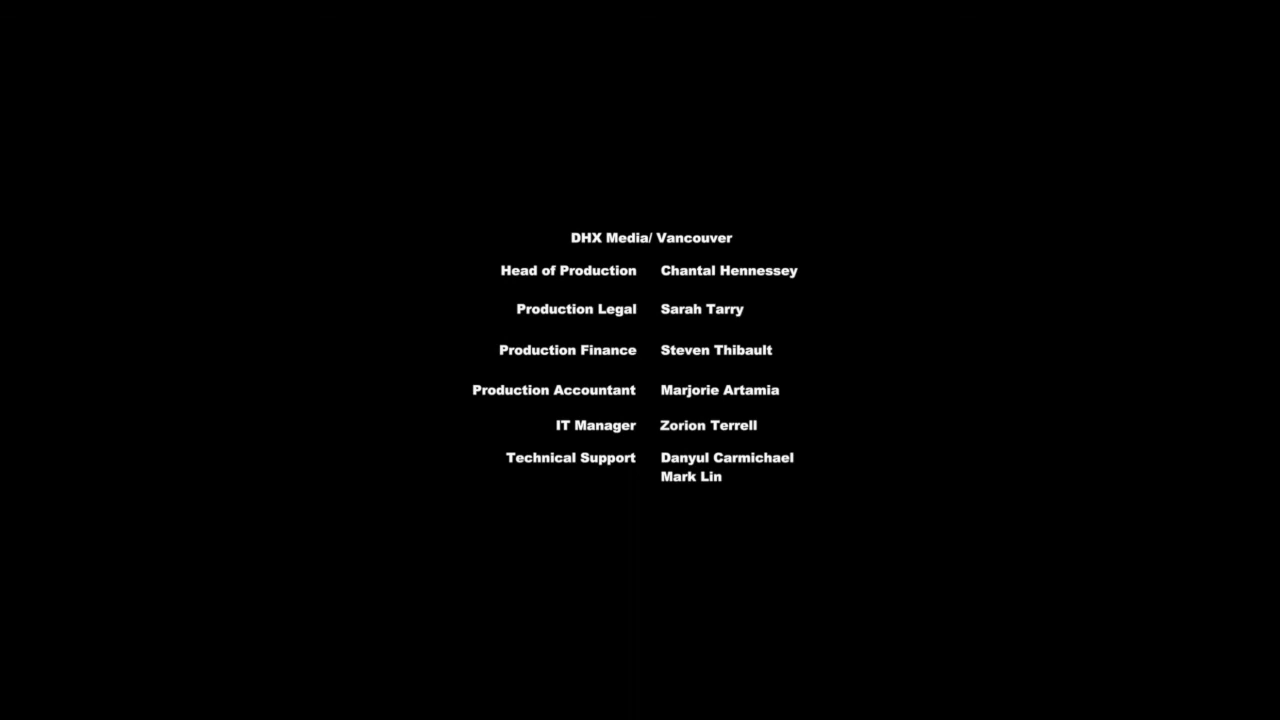 DHX Media/ Vancouver
Head of Production Chantal Hennessey
Production Legal Sarah Tarry
Production Finance Steven Thibault
Production Accountant Marjorie Artamia
IT Manager Zorion Terrell
Technical Support Danyul Carmichael
Mark Lin